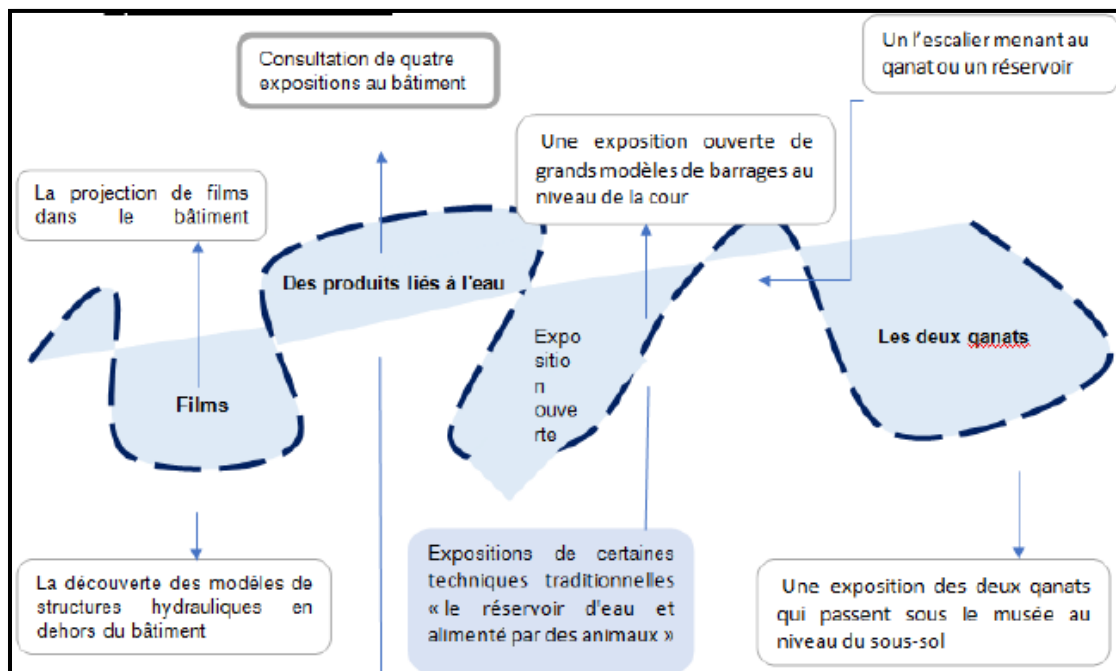 Consultation de quatre
expositions au bâtiment
Un l'escalier menant au
qanat ou un réservoir
Une exposition ouverte de
grands modèles de barrages au
niveau de la cour
La projection de films
dans le bâtiment
Des produits liés à l'eau
Expo
sitio
n
ouve
rte
Les deux qanats
Films
La découverte des modèles de
structures hydrauliques en
dehors du bâtiment
Expositions de certaines
techniques traditionnelles
« le réservoir d'eau et
alimenté par des animaux »
Une exposition des deux qanats
qui passent sous le musée au
niveau du sous-sol